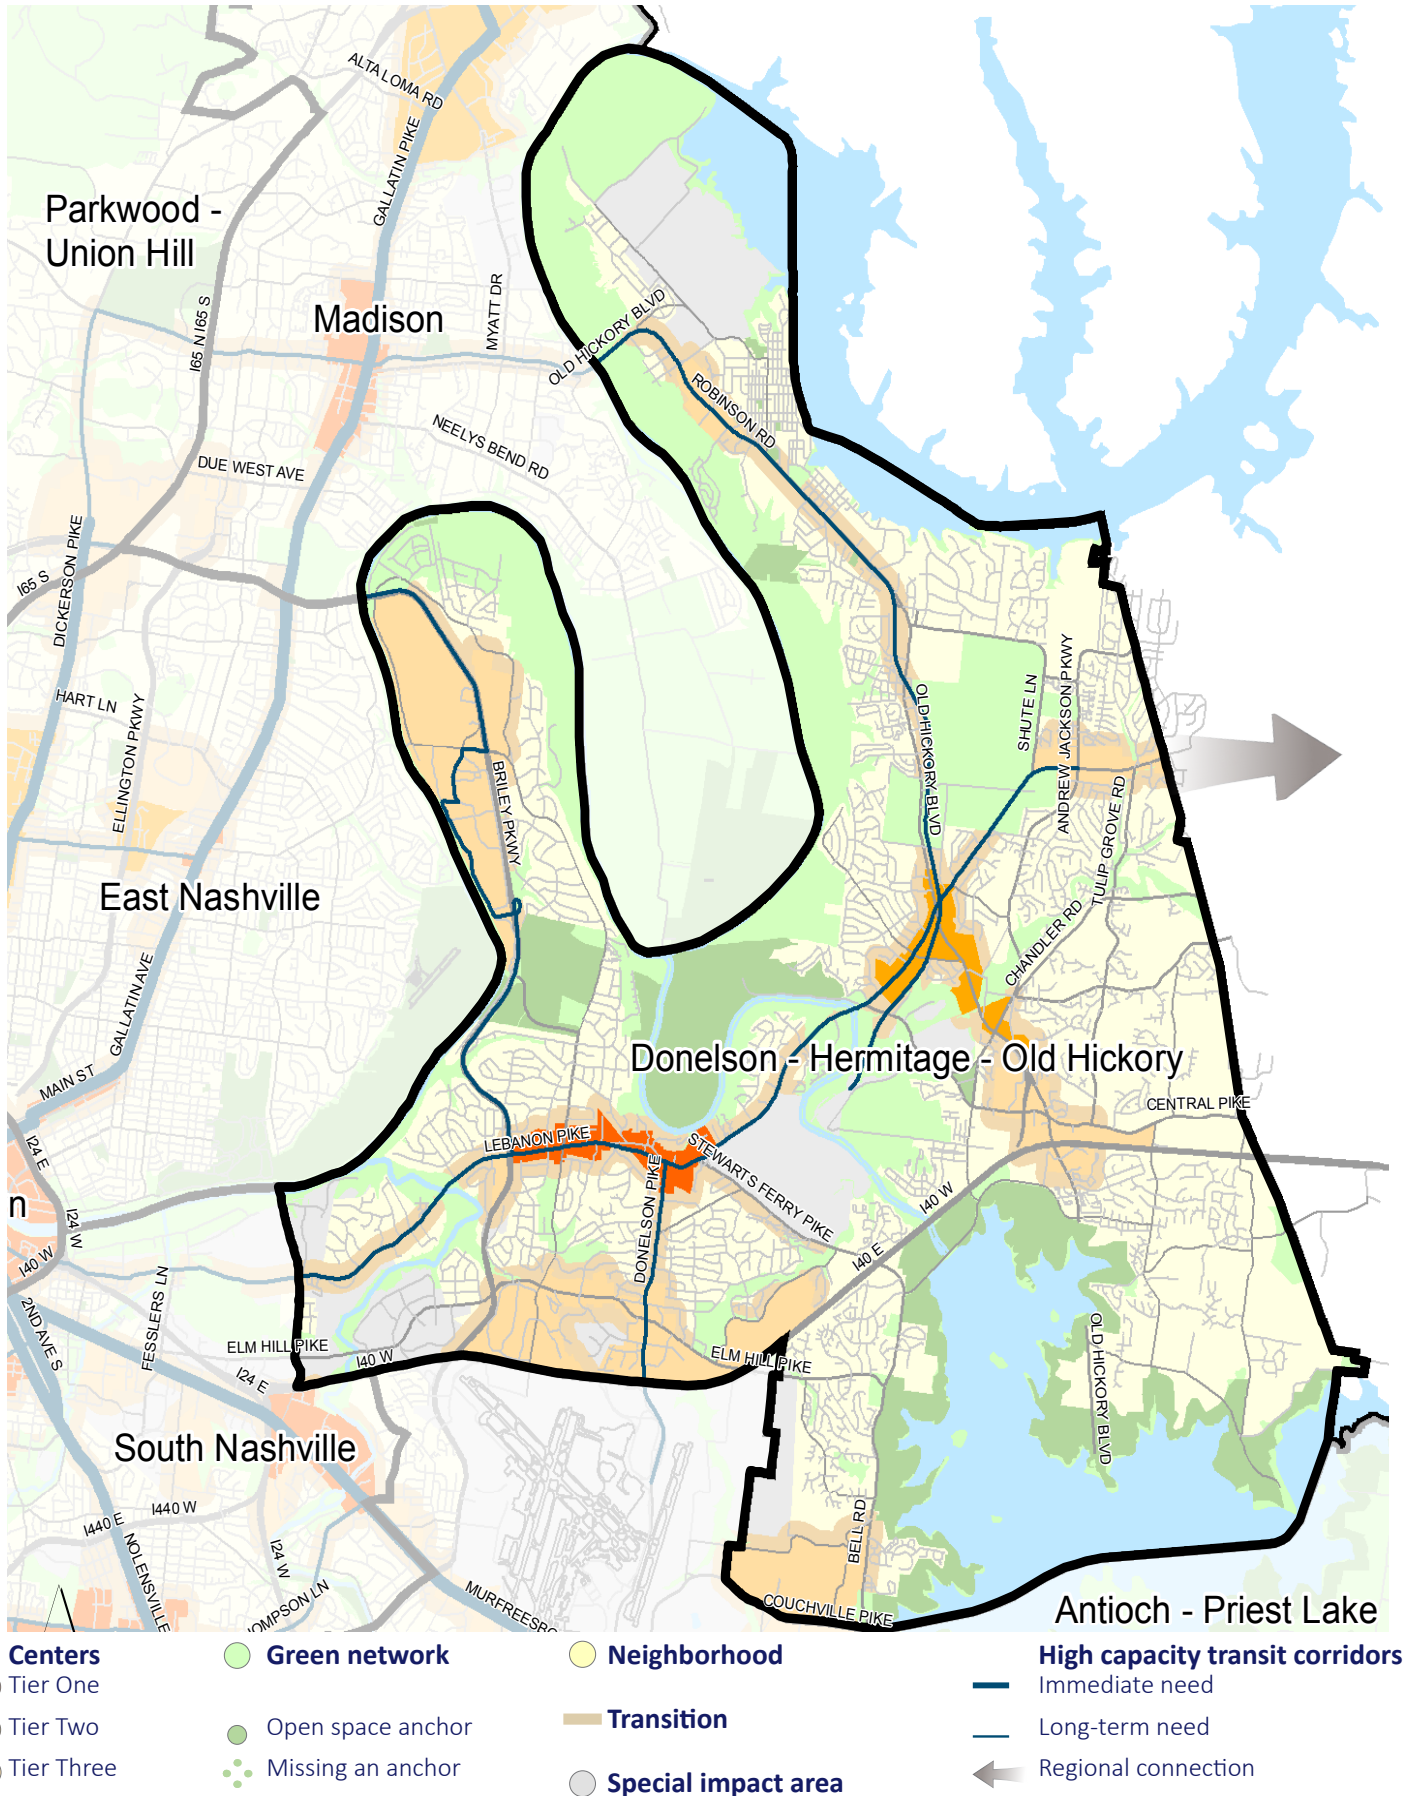 ALTA LOMA RD
GALLATIN PIKE
Parkwood -
Union Hill
I65 N I65 S
Madison
MYATT DR
OLD HICKORY BLVD
ROBINSON RD
NEELYS BEND RD
DUE WEST AVE
I65 S
DICKERSON PIKE
HART LN
ELLINGTON PKWY
BRILEY PKWY
OLD HICKORY BLVD
SHUTE LN
ANDREW JACKSON PKWY
TULIP GROVE RD
East Nashville
CHANDLER RD
GALLATIN AVE
MAIN ST
Donelson - Hermitage - Old Hickory
CENTRAL PIKE
I24 E
LEBANON PIKE
STEWARTS FERRY PIKE
DONELSON PIKE
n
I24 W
I40 W
I40 W
I40 E
FESSLERS LN
2ND AVE S
ELM HILL PIKE
I40 W
I24 E
ELM HILL PIKE
OLD HICKORY BLVD
South Nashville
I440 W
I440 E
NOLENSVILLE
I24 W
BELL RD
COUCHVILLE PIKE
Antioch - Priest Lake
Centers
Tier One
Tier Two
Tier Three
Green network
Open space anchor
Missing an anchor
Neighborhood
Transition
Special impact area
High capacity transit corridors
Immediate need
Long-term need
Regional connection